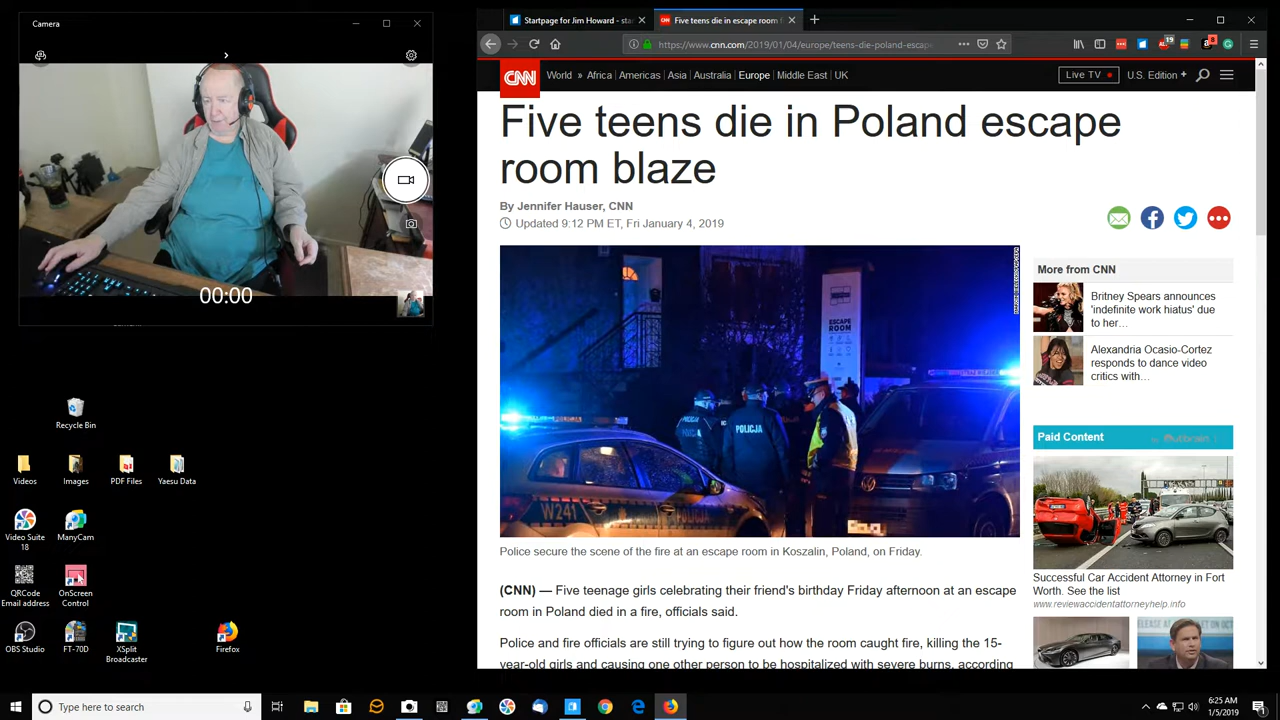 Camera
00:00
Recycle Bin
Videos
Images
PDF Files
Yaesu Data
Video Suite
18
ManyCam
QRCode
Email address
OnScreen
Control
OBS Studio
FT-70D
XSplit
Broadcaster
Firefox
Startpage for Jim Howard - star
Five teens die in escape room
https://www.cnn.com/2019/01/04/europe/teens-die-poland-escape
19
8
CNN
World » Africa Americas Asia Australia Europe Middle East UK
Live TV
U.S. Edition +
Five teens die in Poland escape
room blaze
By Jennifer Hauser, CNN
Updated 9:12 PM ET, Fri January 4, 2019
ESCAPE
ROOM
POLICJA
W241
Police secure the scene of the fire at an escape room in Koszalin, Poland, on Friday.
(CNN) — Five teenage girls celebrating their friend's birthday Friday afternoon at an escape
room in Poland died in a fire, officials said.
Police and fire officials are still trying to figure out how the room caught fire, killing the 15-
year-old girls and causing one other person to be hospitalized with severe burns, according
More from CNN
Britney Spears announces
'indefinite work hiatus' due
to her...
Alexandria Ocasio-Cortez
responds to dance video
critics with...
Paid Content
Outbrain
Successful Car Accident Attorney in Fort
Worth. See the list
www.reviewaccidentattorneyhelp.info
Type here to search
6:25 AM
1/5/2019